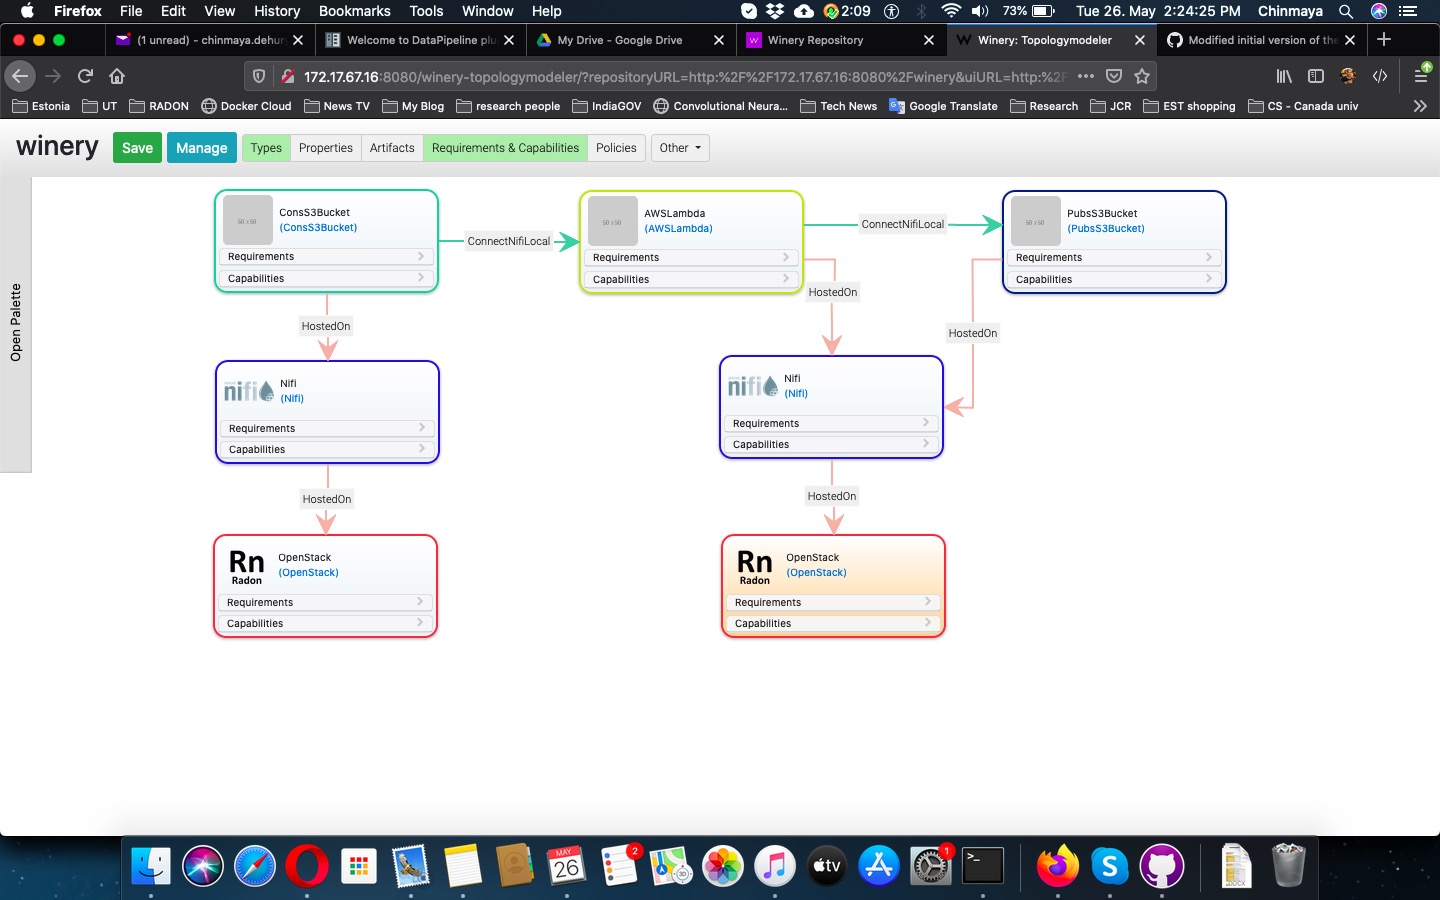 Firefox File Edit View History Bookmarks Tools Window Help 2:09 73% Tue 26. May 2:24:25 PM Chinmaya
(1 unread) - chinmaya.dehur Welcome to DataPipeline plu My Drive - Google Drive Winery Repository Winery: Topologymodeler Modified initial version of the
172.17.67.16:8080/winery-topologymodeler/?repositoryURL=http:%2F%2F172.17.67.16:8080%2Fwinery&uiURL=http:%2F
Estonia UT RADON Docker Cloud News TV My Blog research people IndiaGOV Convolutional Neura... Tech News Google Translate Research JCR EST shopping CS - Canada univ
winery Save Manage Types Properties Artifacts Requirements & Capabilities Policies Other
Open Palette
ConsS3Bucket
(ConsS3Bucket)
Requirements
Capabilities
ConnectNifiLocal
AWSLambda
(AWSLambda)
Requirements
Capabilities
ConnectNifiLocal
PubsS3Bucket
(PubsS3Bucket)
Requirements
Capabilities
HostedOn
HostedOn
HostedOn
nifi
Nifi
(Nifi)
Requirements
Capabilities
nifi
Nifi
(Nifi)
Requirements
Capabilities
HostedOn
HostedOn
Rn
Radon
OpenStack
(OpenStack)
Requirements
Capabilities
Rn
Radon
OpenStack
(OpenStack)
Requirements
Capabilities
MAY
26
2
tv
1
DOCX